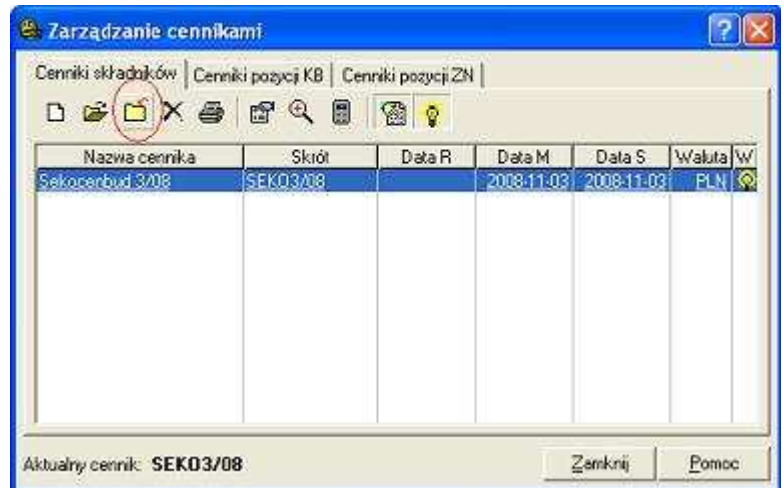 Zarządzanie cennikami
Cenniki składników Cenniki pozycji KB Cenniki pozycji ZN
Nazwa cennika Skrót Data R Data M Data S Waluta W
Sekocenbud 3/08 SEKO3/08 2008-11-03 2008-11-03 PLN
Aktualny cennik: SEKO3/08 Zamknij Pomoc